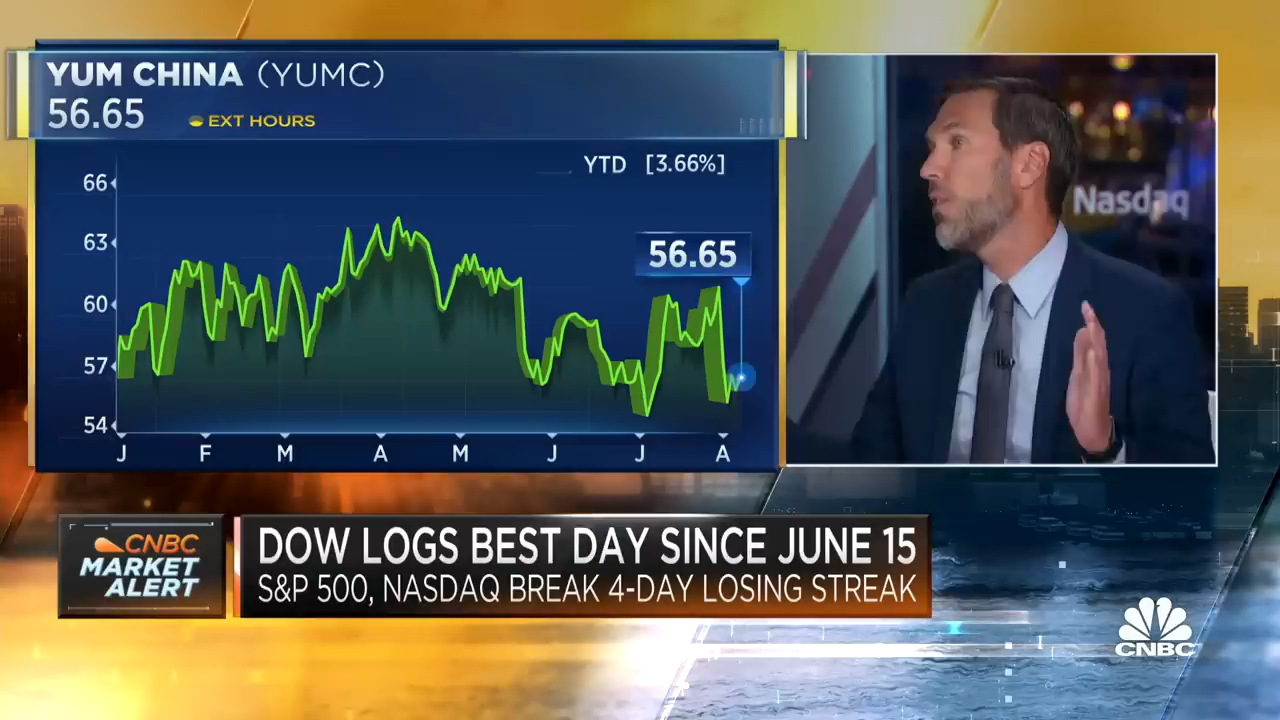 YUM CHINA (YUMC)
56.65
EXT HOURS
YTD [3.66%]
66
63
60
57
54
56.65
J F M A M J J A
Nasdaq
CNBC
MARKET
ALERT
DOW LOGS BEST DAY SINCE JUNE 15
S&P 500, NASDAQ BREAK 4-DAY LOSING STREAK
CNBC